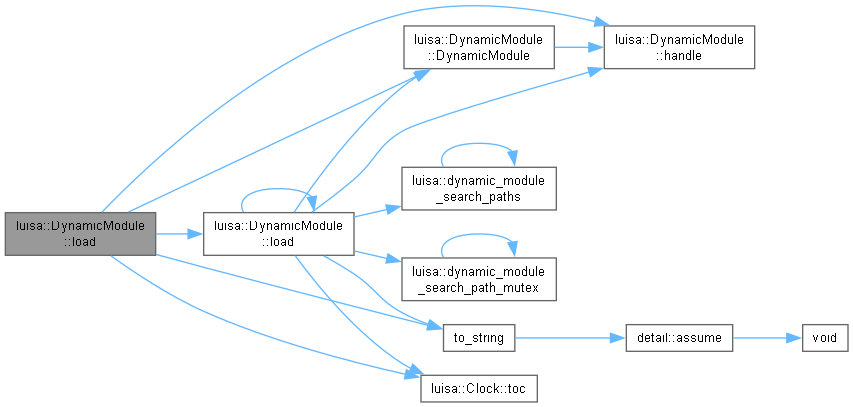 luisa::DynamicModule
::DynamicModule
luisa::DynamicModule
::handle
luisa::dynamic_module
_search_paths
luisa::DynamicModule
::load
luisa::DynamicModule
::load
luisa::dynamic_module
_search_path_mutex
to_string
detail::assume
void
luisa::Clock::toc